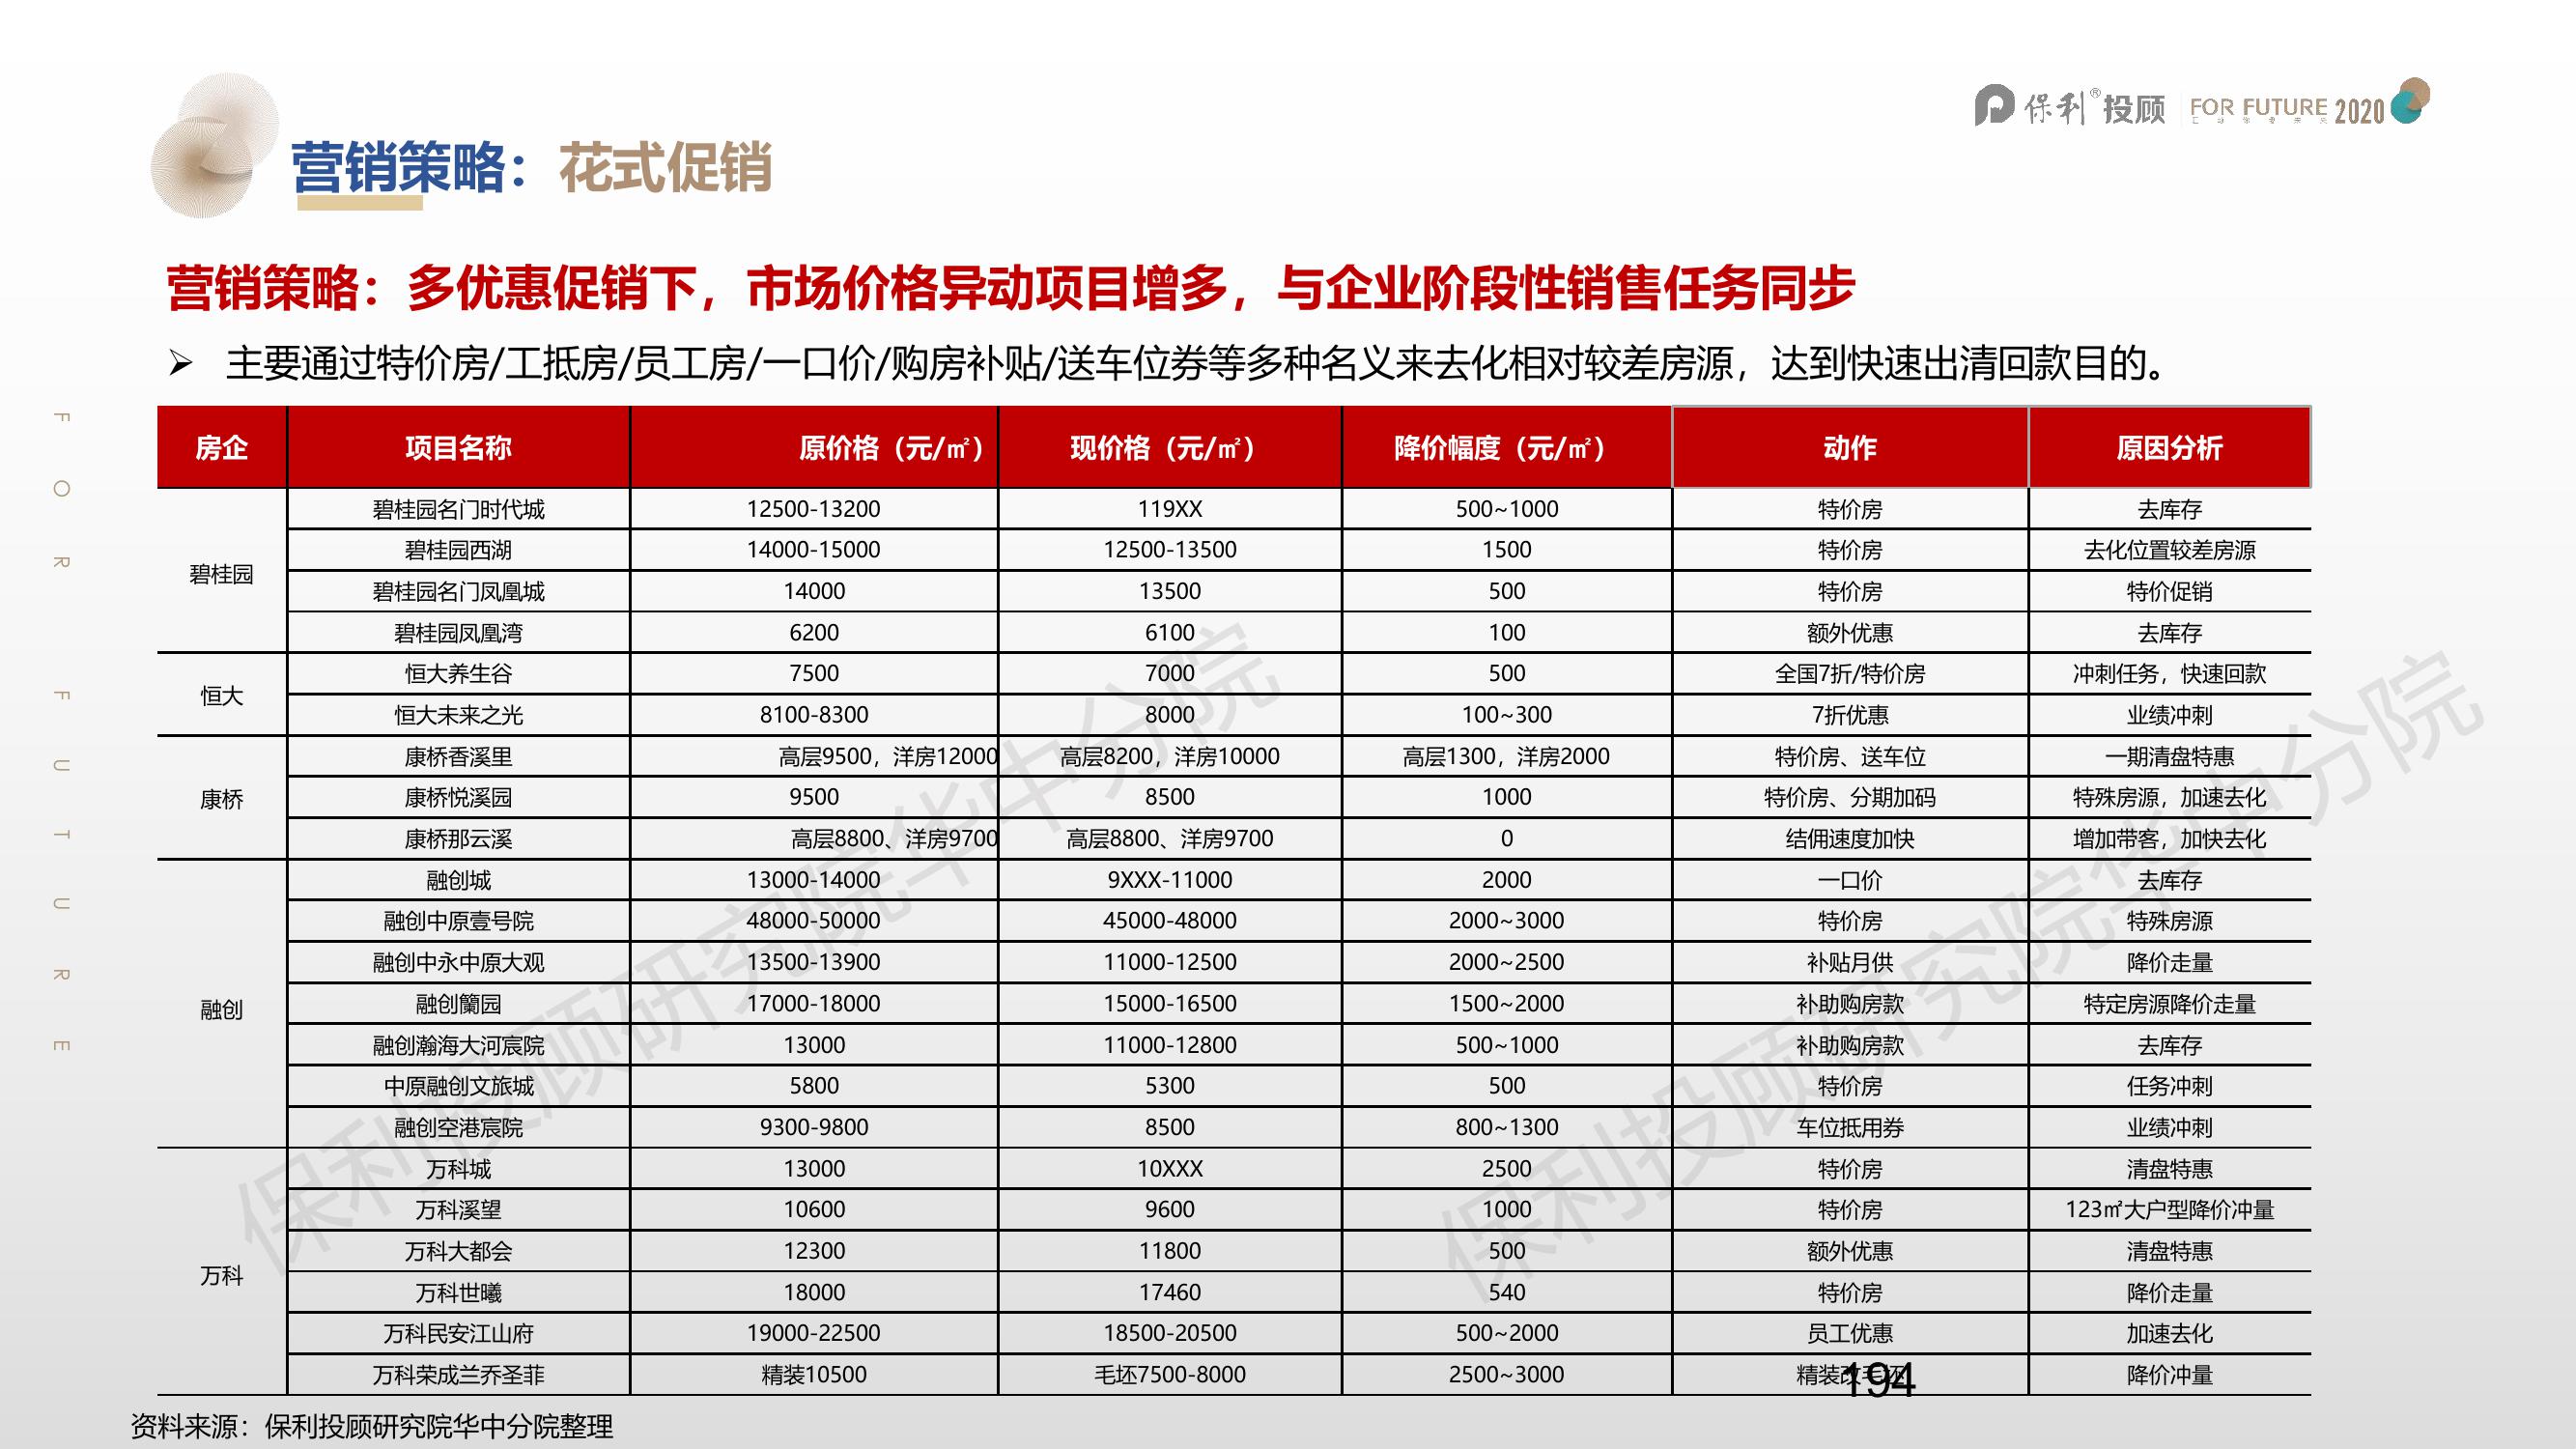 保利®投顾 FOR FUTURE 2020
营销策略：花式促销
营销策略：多优惠促销下，市场价格异动项目增多，与企业阶段性销售任务同步
➢ 主要通过特价房/工抵房/员工房/一口价/购房补贴/送车位券等多种名义来去化相对较差房源，达到快速出清回款目的。
FOR FUTURE
房企 项目名称 原价格（元/㎡） 现价格（元/㎡） 降价幅度（元/㎡） 动作 原因分析
碧桂园 碧桂园名门时代城 12500-13200 119XX 500~1000 特价房 去库存
碧桂园西湖 14000-15000 12500-13500 1500 特价房 去化位置较差房源
碧桂园名门凤凰城 14000 13500 500 特价房 特价促销
碧桂园凤凰湾 6200 6100 100 额外优惠 去库存
恒大 恒大养生谷 7500 7000 500 全国7折/特价房 冲刺任务，快速回款
恒大未来之光 8100-8300 8000 100~300 7折优惠 业绩冲刺
康桥 康桥香溪里 高层9500，洋房12000 高层8200，洋房10000 高层1300，洋房2000 特价房、送车位 一期清盘特惠
康桥悦溪园 9500 8500 1000 特价房、分期加码 特殊房源，加速去化
康桥那云溪 高层8800、洋房9700 高层8800、洋房9700 0 结佣速度加快 增加带客，加快去化
融创 融创城 13000-14000 9XXX-11000 2000 一口价 去库存
融创中原壹号院 48000-50000 45000-48000 2000~3000 特价房 特殊房源
融创中永中原大观 13500-13900 11000-12500 2000~2500 补贴月供 降价走量
融创籣园 17000-18000 15000-16500 1500~2000 补助购房款 特定房源降价走量
融创瀚海大河宸院 13000 11000-12800 500~1000 补助购房款 去库存
中原融创文旅城 5800 5300 500 特价房 任务冲刺
融创空港宸院 9300-9800 8500 800~1300 车位抵用券 业绩冲刺
万科 万科城 13000 10XXX 2500 特价房 清盘特惠
万科溪望 10600 9600 1000 特价房 123㎡大户型降价冲量
万科大都会 12300 11800 500 额外优惠 清盘特惠
万科世曦 18000 17460 540 特价房 降价走量
万科民安江山府 19000-22500 18500-20500 500~2000 员工优惠 加速去化
万科荣成兰乔圣菲 精装10500 毛坯7500-8000 2500~3000 精装改毛坯 降价冲量
194
资料来源：保利投顾研究院华中分院整理
保利投顾研究院华中分院
保利投顾研究院华中分院